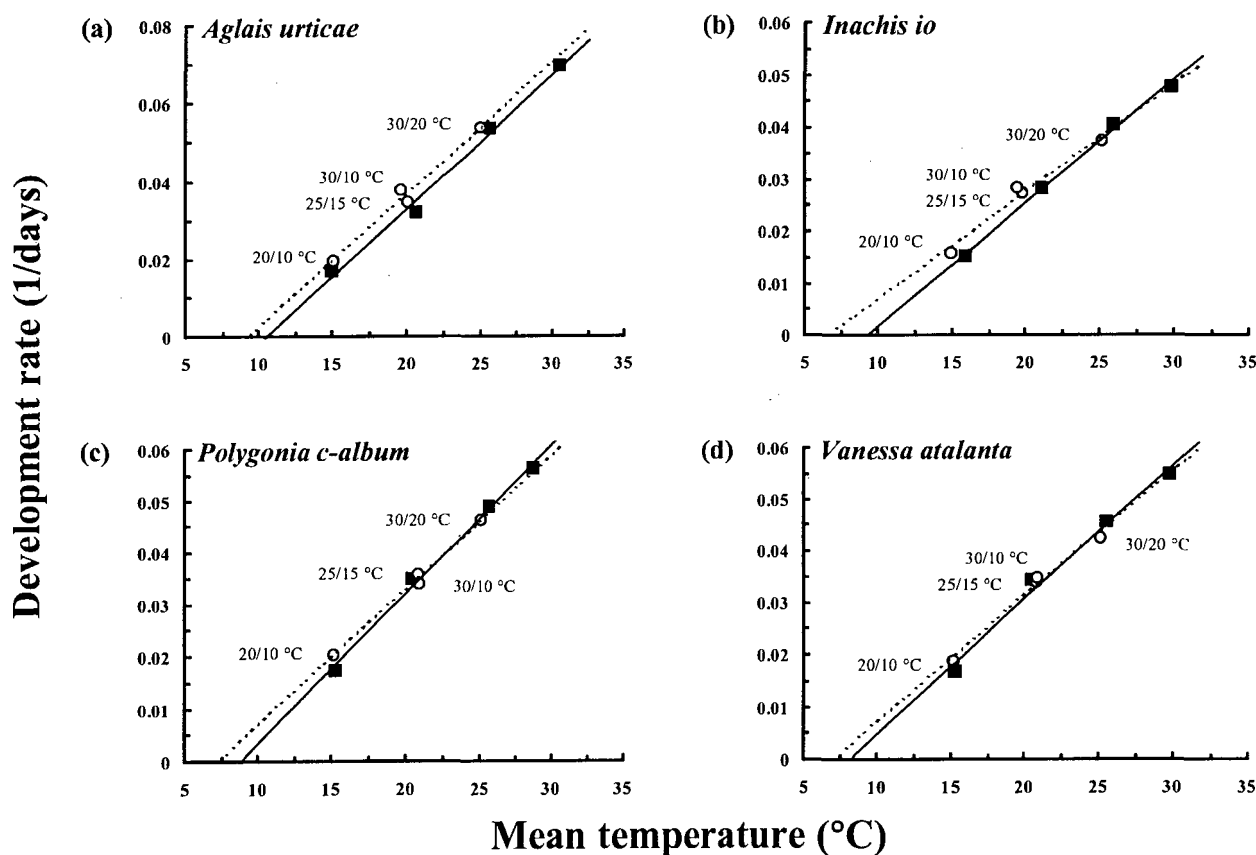 (a) Aglais urticae
0.08
0.06
0.04
0.02
0
30/20 °C
30/10 °C
25/15 °C
20/10 °C
5 10 15 20 25 30 35
(b) Inachis io
0.06
0.05
0.04
0.03
0.02
0.01
0
30/20 °C
30/10 °C
25/15 °C
20/10 °C
5 10 15 20 25 30 35
(c) Polygonia c-album
0.06
0.05
0.04
0.03
0.02
0.01
0
30/20 °C
25/15 °C
30/10 °C
20/10 °C
5 10 15 20 25 30 35
(d) Vanessa atalanta
0.06
0.05
0.04
0.03
0.02
0.01
0
30/10 °C
30/20 °C
25/15 °C
20/10 °C
5 10 15 20 25 30 35
Development rate (1/days)
Mean temperature (°C)